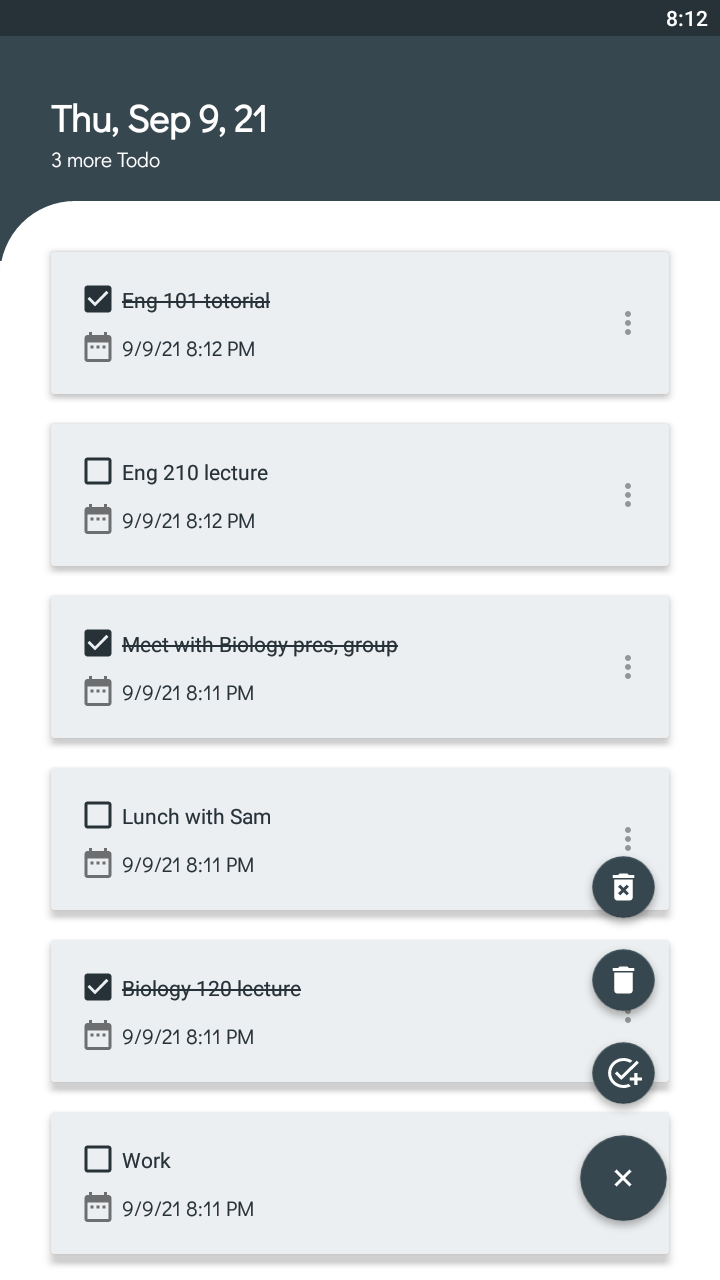 8:12
Thu, Sep 9, 21
3 more Todo
Eng 101 totorial
9/9/21 8:12 PM
Eng 210 lecture
9/9/21 8:12 PM
Meet with Biology pres, group
9/9/21 8:11 PM
Lunch with Sam
9/9/21 8:11 PM
Biology 120 lecture
9/9/21 8:11 PM
Work
9/9/21 8:11 PM